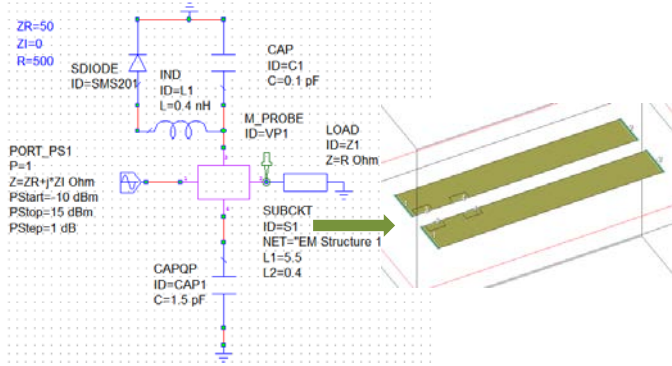 ZR=50
ZI=0
R=500
SDIODE
ID=SMS201
IND
ID=L1
L=0.4 nH
CAP
ID=C1
C=0.1 pF
M_PROBE
ID=VP1
LOAD
ID=Z1
Z=R Ohm
PORT_PS1
P=1
Z=ZR+j*ZI Ohm
PStart=-10 dBm
PStop=15 dBm
PStep=1 dB
SUBCKT
ID=S1
NET="EM Structure 1
L1=5.5
L2=0.4
CAPQP
ID=CAP1
C=1.5 pF